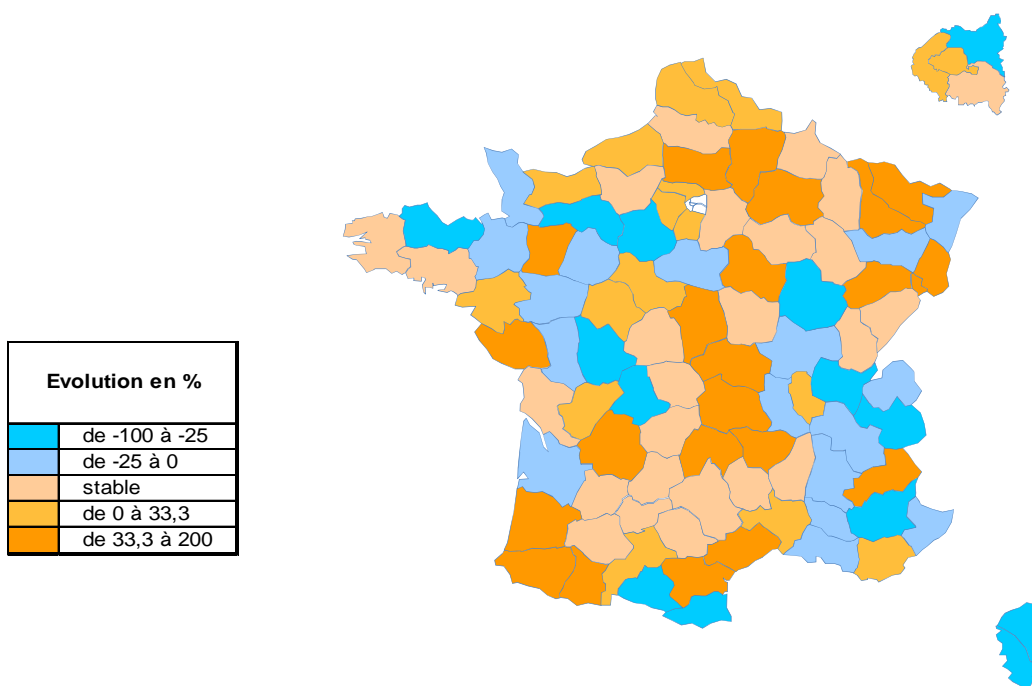 Evolution en %
de -100 à -25
de -25 à 0
stable
de 0 à 33,3
de 33,3 à 200